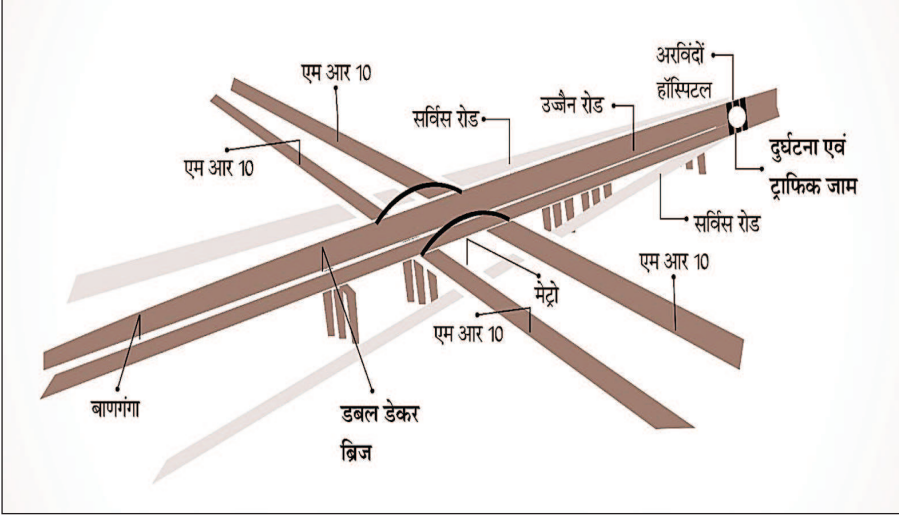 अरविंदों
हॉस्पिटल
एम आर 10
सर्विस रोड
उज्जैन रोड
एम आर 10
दुर्घटना एवं
ट्राफिक जाम
सर्विस रोड
एम आर 10
मेट्रो
एम आर 10
बाणगंगा
डबल डेकर
ब्रिज